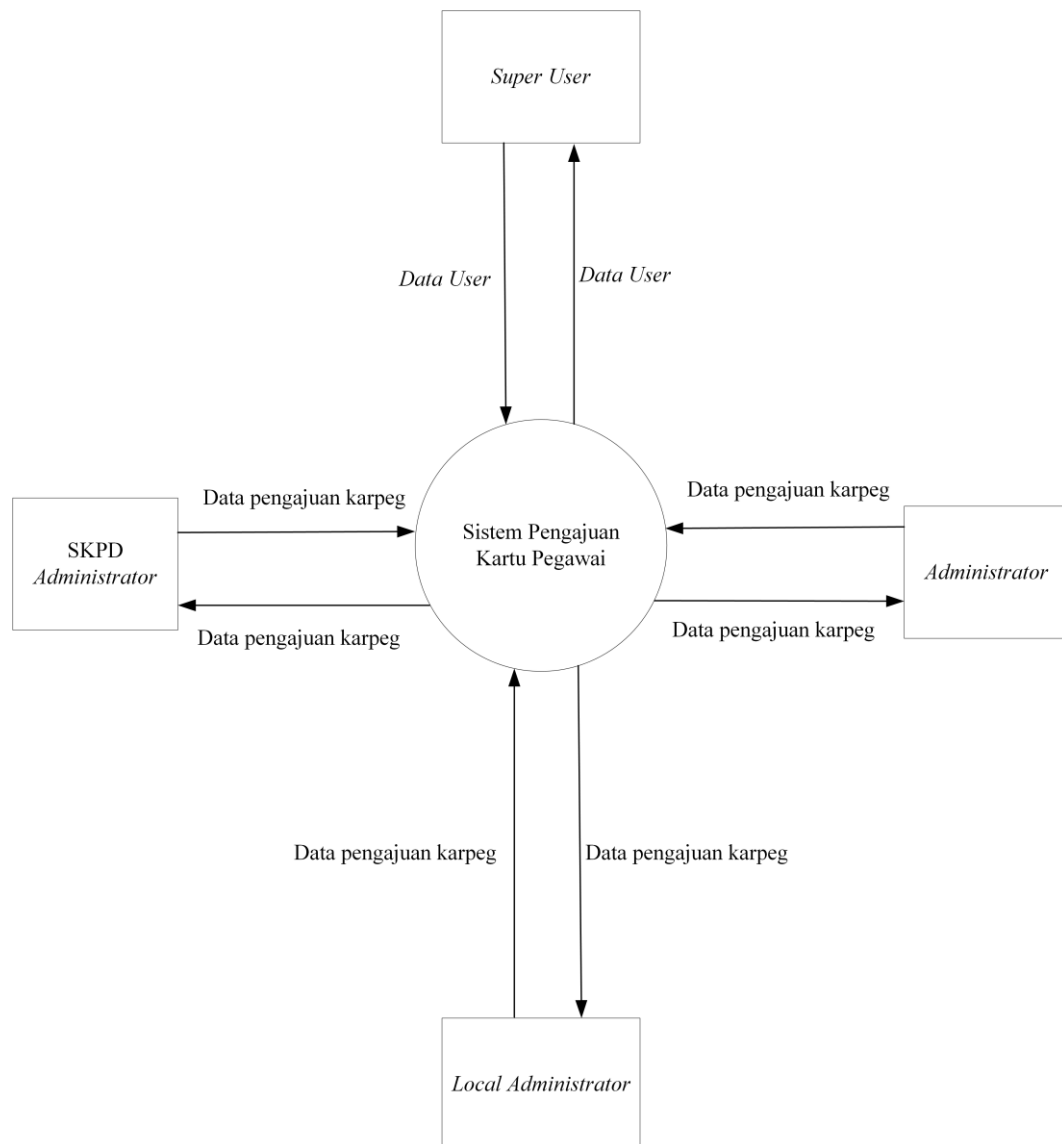 Super User
Data User
Data User
Data pengajuan karpeg
Data pengajuan karpeg
SKPD
Administrator
Sistem Pengajuan
Kartu Pegawai
Administrator
Data pengajuan karpeg
Data pengajuan karpeg
Data pengajuan karpeg
Data pengajuan karpeg
Local Administrator